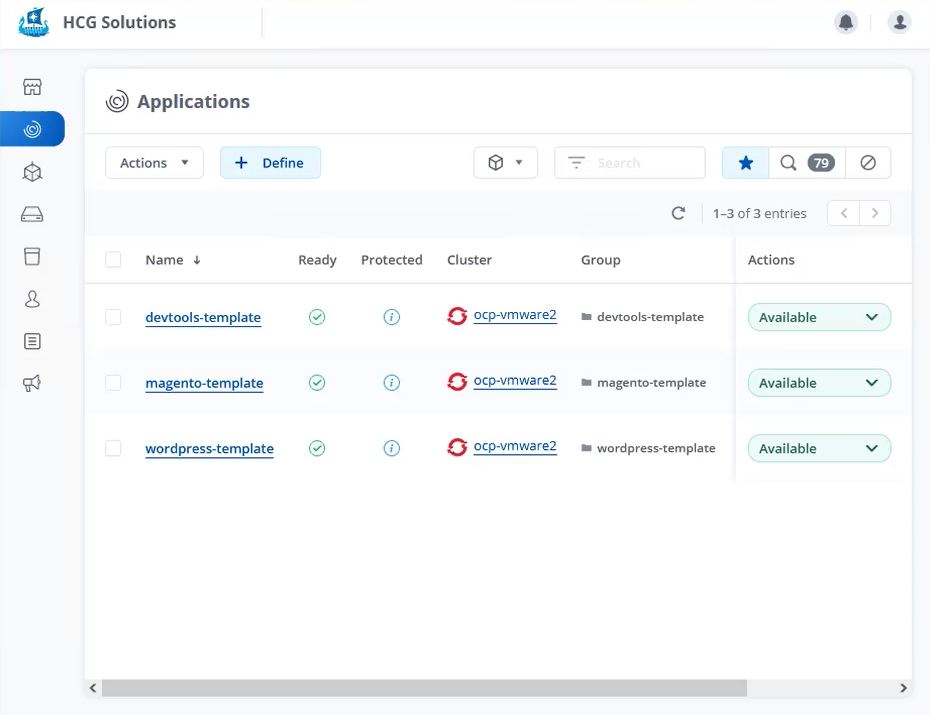 HCG Solutions
Applications
Actions
Define
Search
79
1–3 of 3 entries
Name Ready Protected Cluster Group Actions
devtools-template ocp-vmware2 devtools-template Available
magento-template ocp-vmware2 magento-template Available
wordpress-template ocp-vmware2 wordpress-template Available